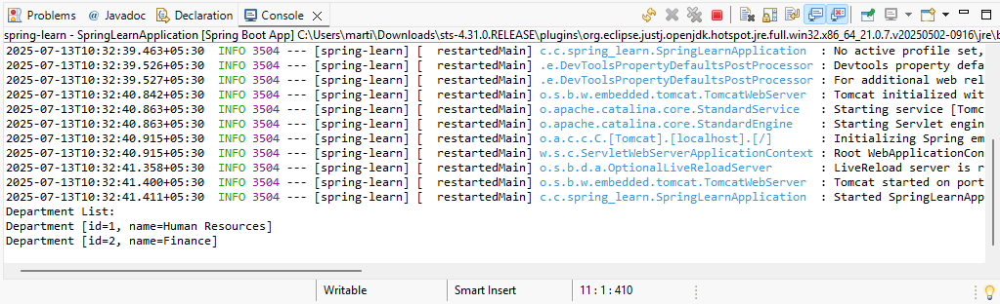 Problems @ Javadoc Declaration Console
spring-learn - SpringLearnApplication [Spring Boot App] C:\Users\marti\Downloads\sts-4.31.0.RELEASE\plugins\org.eclipse.justj.openjdk.hotspot.jre.full.win32.x86_64_21.0.7.v20250502-0916\jre\b
2025-07-13T10:32:39.463+05:30  INFO 3504 --- [spring-learn] [  restartedMain] c.c.spring_learn.SpringLearnApplication  : No active profile set,
2025-07-13T10:32:39.526+05:30  INFO 3504 --- [spring-learn] [  restartedMain] .e.DevToolsPropertyDefaultsPostProcessor : Devtools property defa
2025-07-13T10:32:39.527+05:30  INFO 3504 --- [spring-learn] [  restartedMain] .e.DevToolsPropertyDefaultsPostProcessor : For additional web rel
2025-07-13T10:32:40.842+05:30  INFO 3504 --- [spring-learn] [  restartedMain] o.s.b.w.embedded.tomcat.TomcatWebServer  : Tomcat initialized wit
2025-07-13T10:32:40.863+05:30  INFO 3504 --- [spring-learn] [  restartedMain] o.apache.catalina.core.StandardService   : Starting service [Tomc
2025-07-13T10:32:40.863+05:30  INFO 3504 --- [spring-learn] [  restartedMain] o.apache.catalina.core.StandardEngine    : Starting Servlet engin
2025-07-13T10:32:40.915+05:30  INFO 3504 --- [spring-learn] [  restartedMain] o.a.c.c.C.[Tomcat].[localhost].[/]       : Initializing Spring em
2025-07-13T10:32:40.915+05:30  INFO 3504 --- [spring-learn] [  restartedMain] w.s.c.ServletWebServerApplicationContext : Root WebApplicationCon
2025-07-13T10:32:41.358+05:30  INFO 3504 --- [spring-learn] [  restartedMain] o.s.b.d.a.OptionalLiveReloadServer       : LiveReload server is r
2025-07-13T10:32:41.400+05:30  INFO 3504 --- [spring-learn] [  restartedMain] o.s.b.w.embedded.tomcat.TomcatWebServer  : Tomcat started on port
2025-07-13T10:32:41.411+05:30  INFO 3504 --- [spring-learn] [  restartedMain] c.c.spring_learn.SpringLearnApplication  : Started SpringLearnApp
Department List:
Department [id=1, name=Human Resources]
Department [id=2, name=Finance]
Writable Smart Insert 11 : 1 : 410